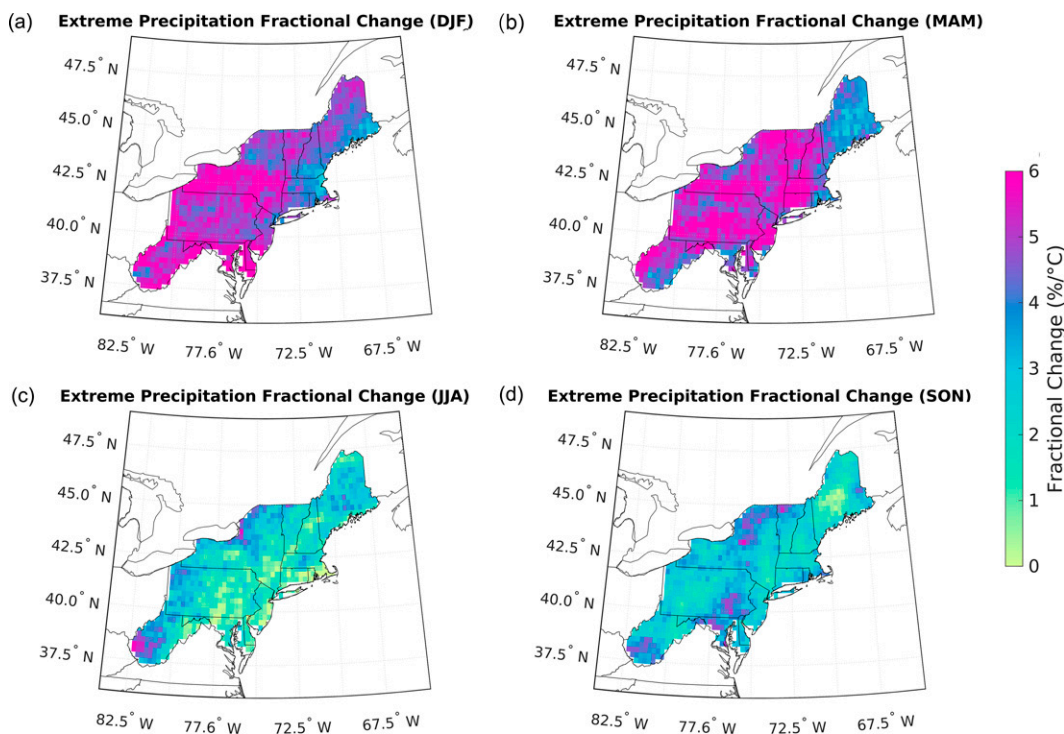 (a) Extreme Precipitation Fractional Change (DJF)
47.5° N
45.0° N
42.5° N
40.0° N
37.5° N
82.5° W 77.6° W 72.5° W 67.5° W
(b) Extreme Precipitation Fractional Change (MAM)
47.5° N
45.0° N
42.5° N
40.0° N
37.5° N
82.5° W 77.6° W 72.5° W 67.5° W
(c) Extreme Precipitation Fractional Change (JJA)
47.5° N
45.0° N
42.5° N
40.0° N
37.5° N
82.5° W 77.6° W 72.5° W 67.5° W
(d) Extreme Precipitation Fractional Change (SON)
47.5° N
45.0° N
42.5° N
40.0° N
37.5° N
82.5° W 77.6° W 72.5° W 67.5° W
6
5
4
3
2
1
0
Fractional Change (%/°C)